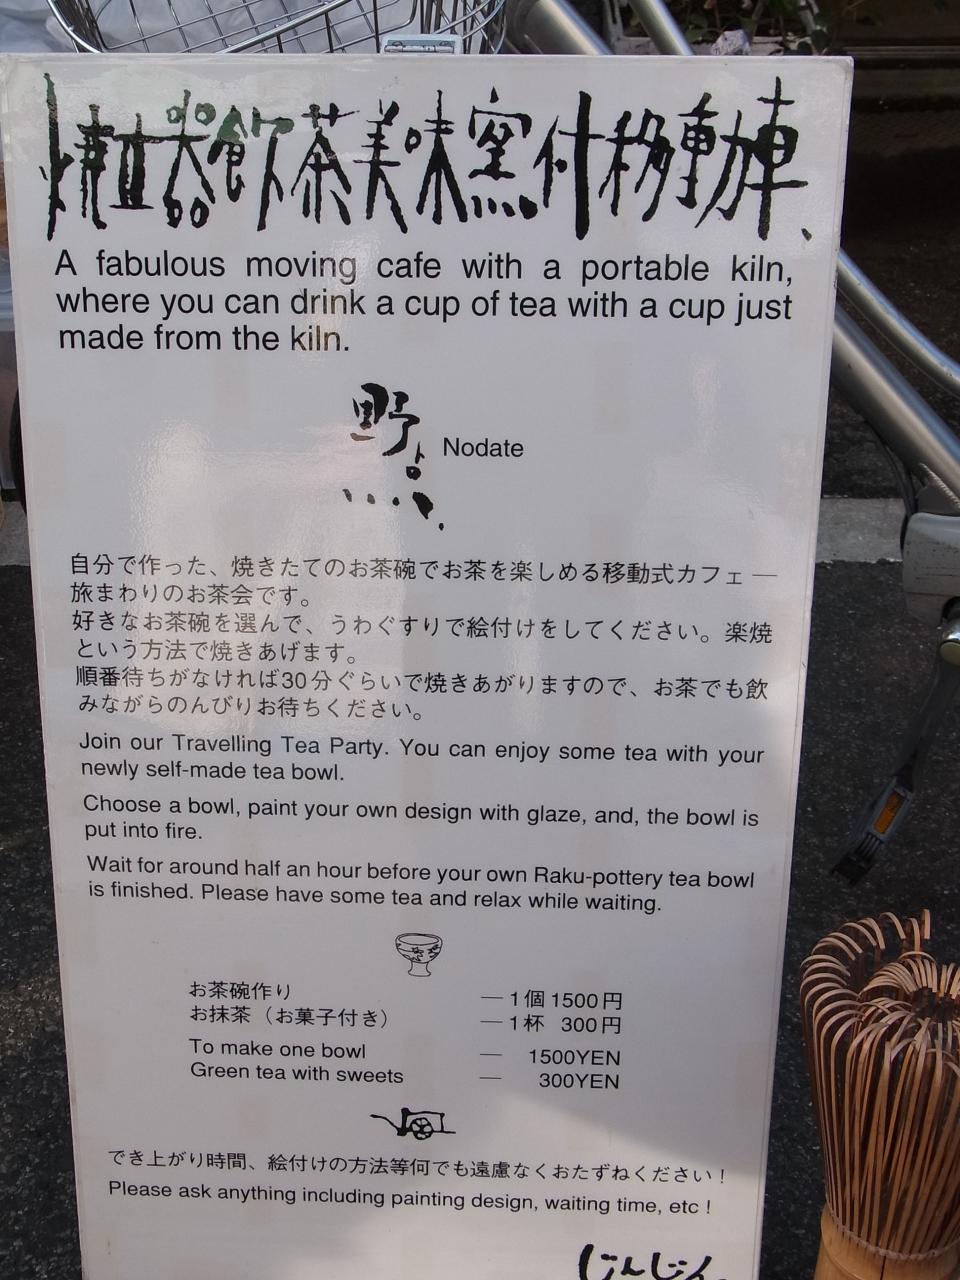 焼立器飲茶美味窯付移動車、
A fabulous moving cafe with a portable kiln,
where you can drink a cup of tea with a cup just
made from the kiln.
野点. Nodate
自分で作った、焼きたてのお茶碗でお茶を楽しめる移動式カフェ ―
旅まわりのお茶会です。
好きなお茶碗を選んで、うわぐすりで絵付けをしてください。楽焼
という方法で焼きあげます。
順番待ちがなければ30分ぐらいで焼きあがりますので、お茶でも飲
みながらのんびりお待ちください。
Join our Travelling Tea Party. You can enjoy some tea with your
newly self-made tea bowl.
Choose a bowl, paint your own design with glaze, and, the bowl is
put into fire.
Wait for around half an hour before your own Raku-pottery tea bowl
is finished. Please have some tea and relax while waiting.
お茶碗作り ― 1個 1500円
お抹茶（お菓子付き） ― 1杯 300円
To make one bowl ― 1500YEN
Green tea with sweets ― 300YEN
でき上がり時間、絵付けの方法等何でも遠慮なくおたずねください！
Please ask anything including painting design, waiting time, etc !
じんじん